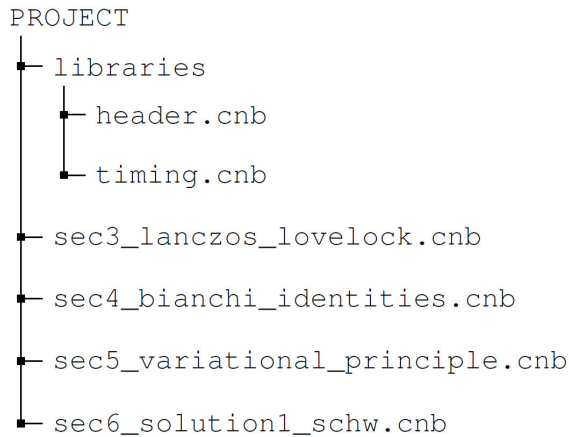 PROJECT
libraries
header.cnb
timing.cnb
sec3_lanczos_lovelock.cnb
sec4_bianchi_identities.cnb
sec5_variational_principle.cnb
sec6_solution1_schw.cnb